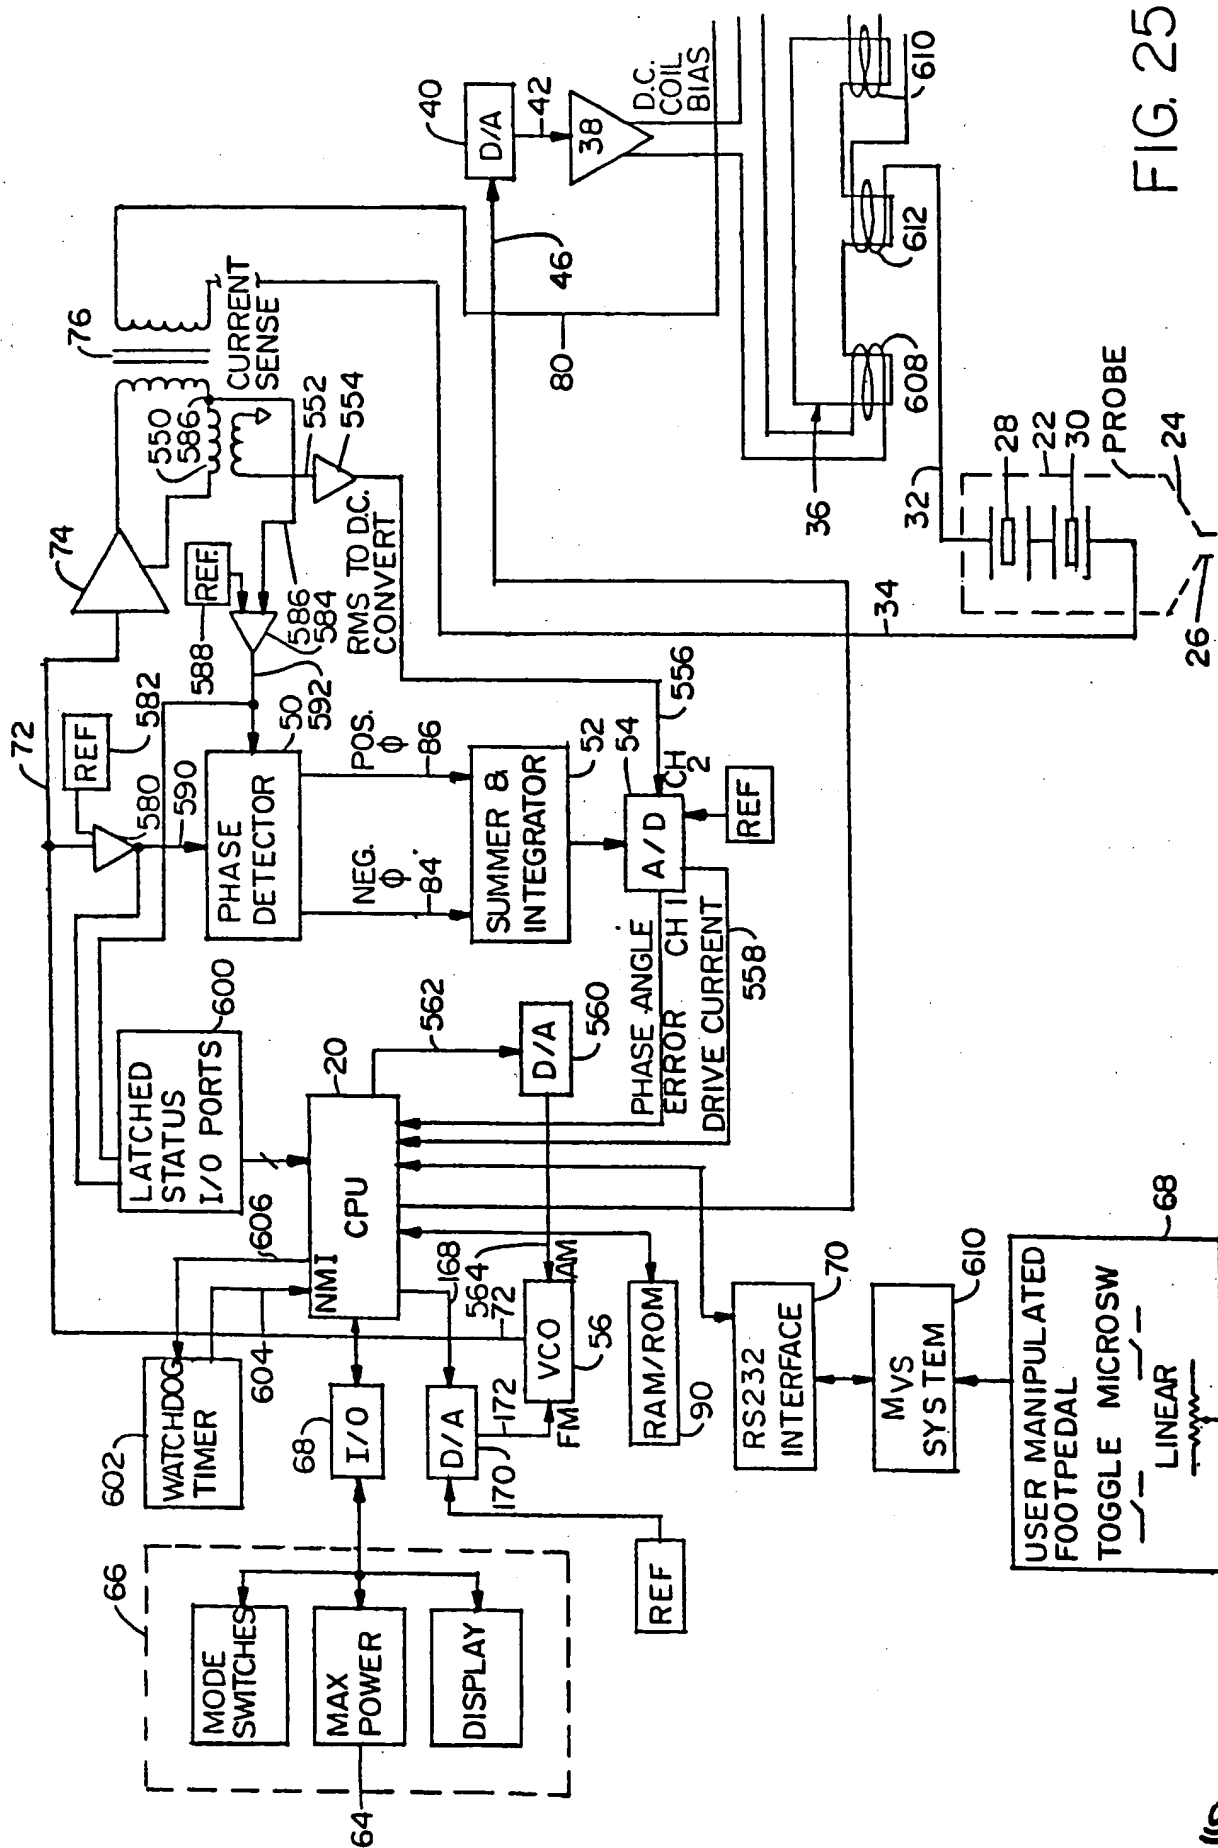 66
MODE
SWITCHES
MAX
POWER
DISPLAY
64
602
WATCHDOG
TIMER
604
606
LATCHED
STATUS
I/O PORTS
600
68
I/O
NMI
CPU
20
562
D/A
560
D/A
168
170
172
REF
564
72
AM
FM
VCO
56
RAM/ROM
90
RS232
INTERFACE
70
MVS
SYSTEM
610
USER MANIPULATED
FOOTPEDAL
TOGGLE MICROSW
LINEAR
68
72
REF
582
580
590
PHASE
DETECTOR
50
592
NEG.
Φ
84
POS.
Φ
86
SUMMER &
INTEGRATOR
52
A/D
54
CH 2
556
REF
PHASE ANGLE
ERROR CH 1
DRIVE CURRENT
558
74
REF.
588
586
584
RMS TO D.C.
CONVERT
550
586
552
554
76
CURRENT
SENSE
80
46
40
D/A
42
38
D.C.
COIL
BIAS
36
608
612
610
32
34
28
22
30
PROBE
24
26
FIG. 25